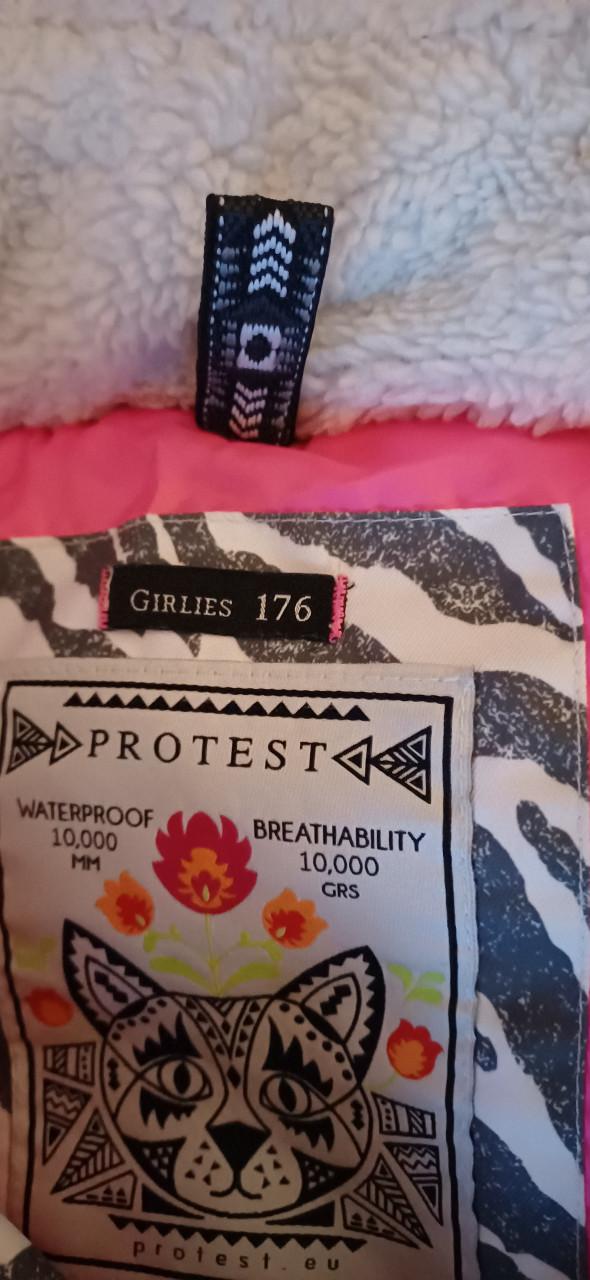 GIRLIES 176
PROTEST
WATERPROOF
10,000
MM
BREATHABILITY
10,000
GRS
protest.eu